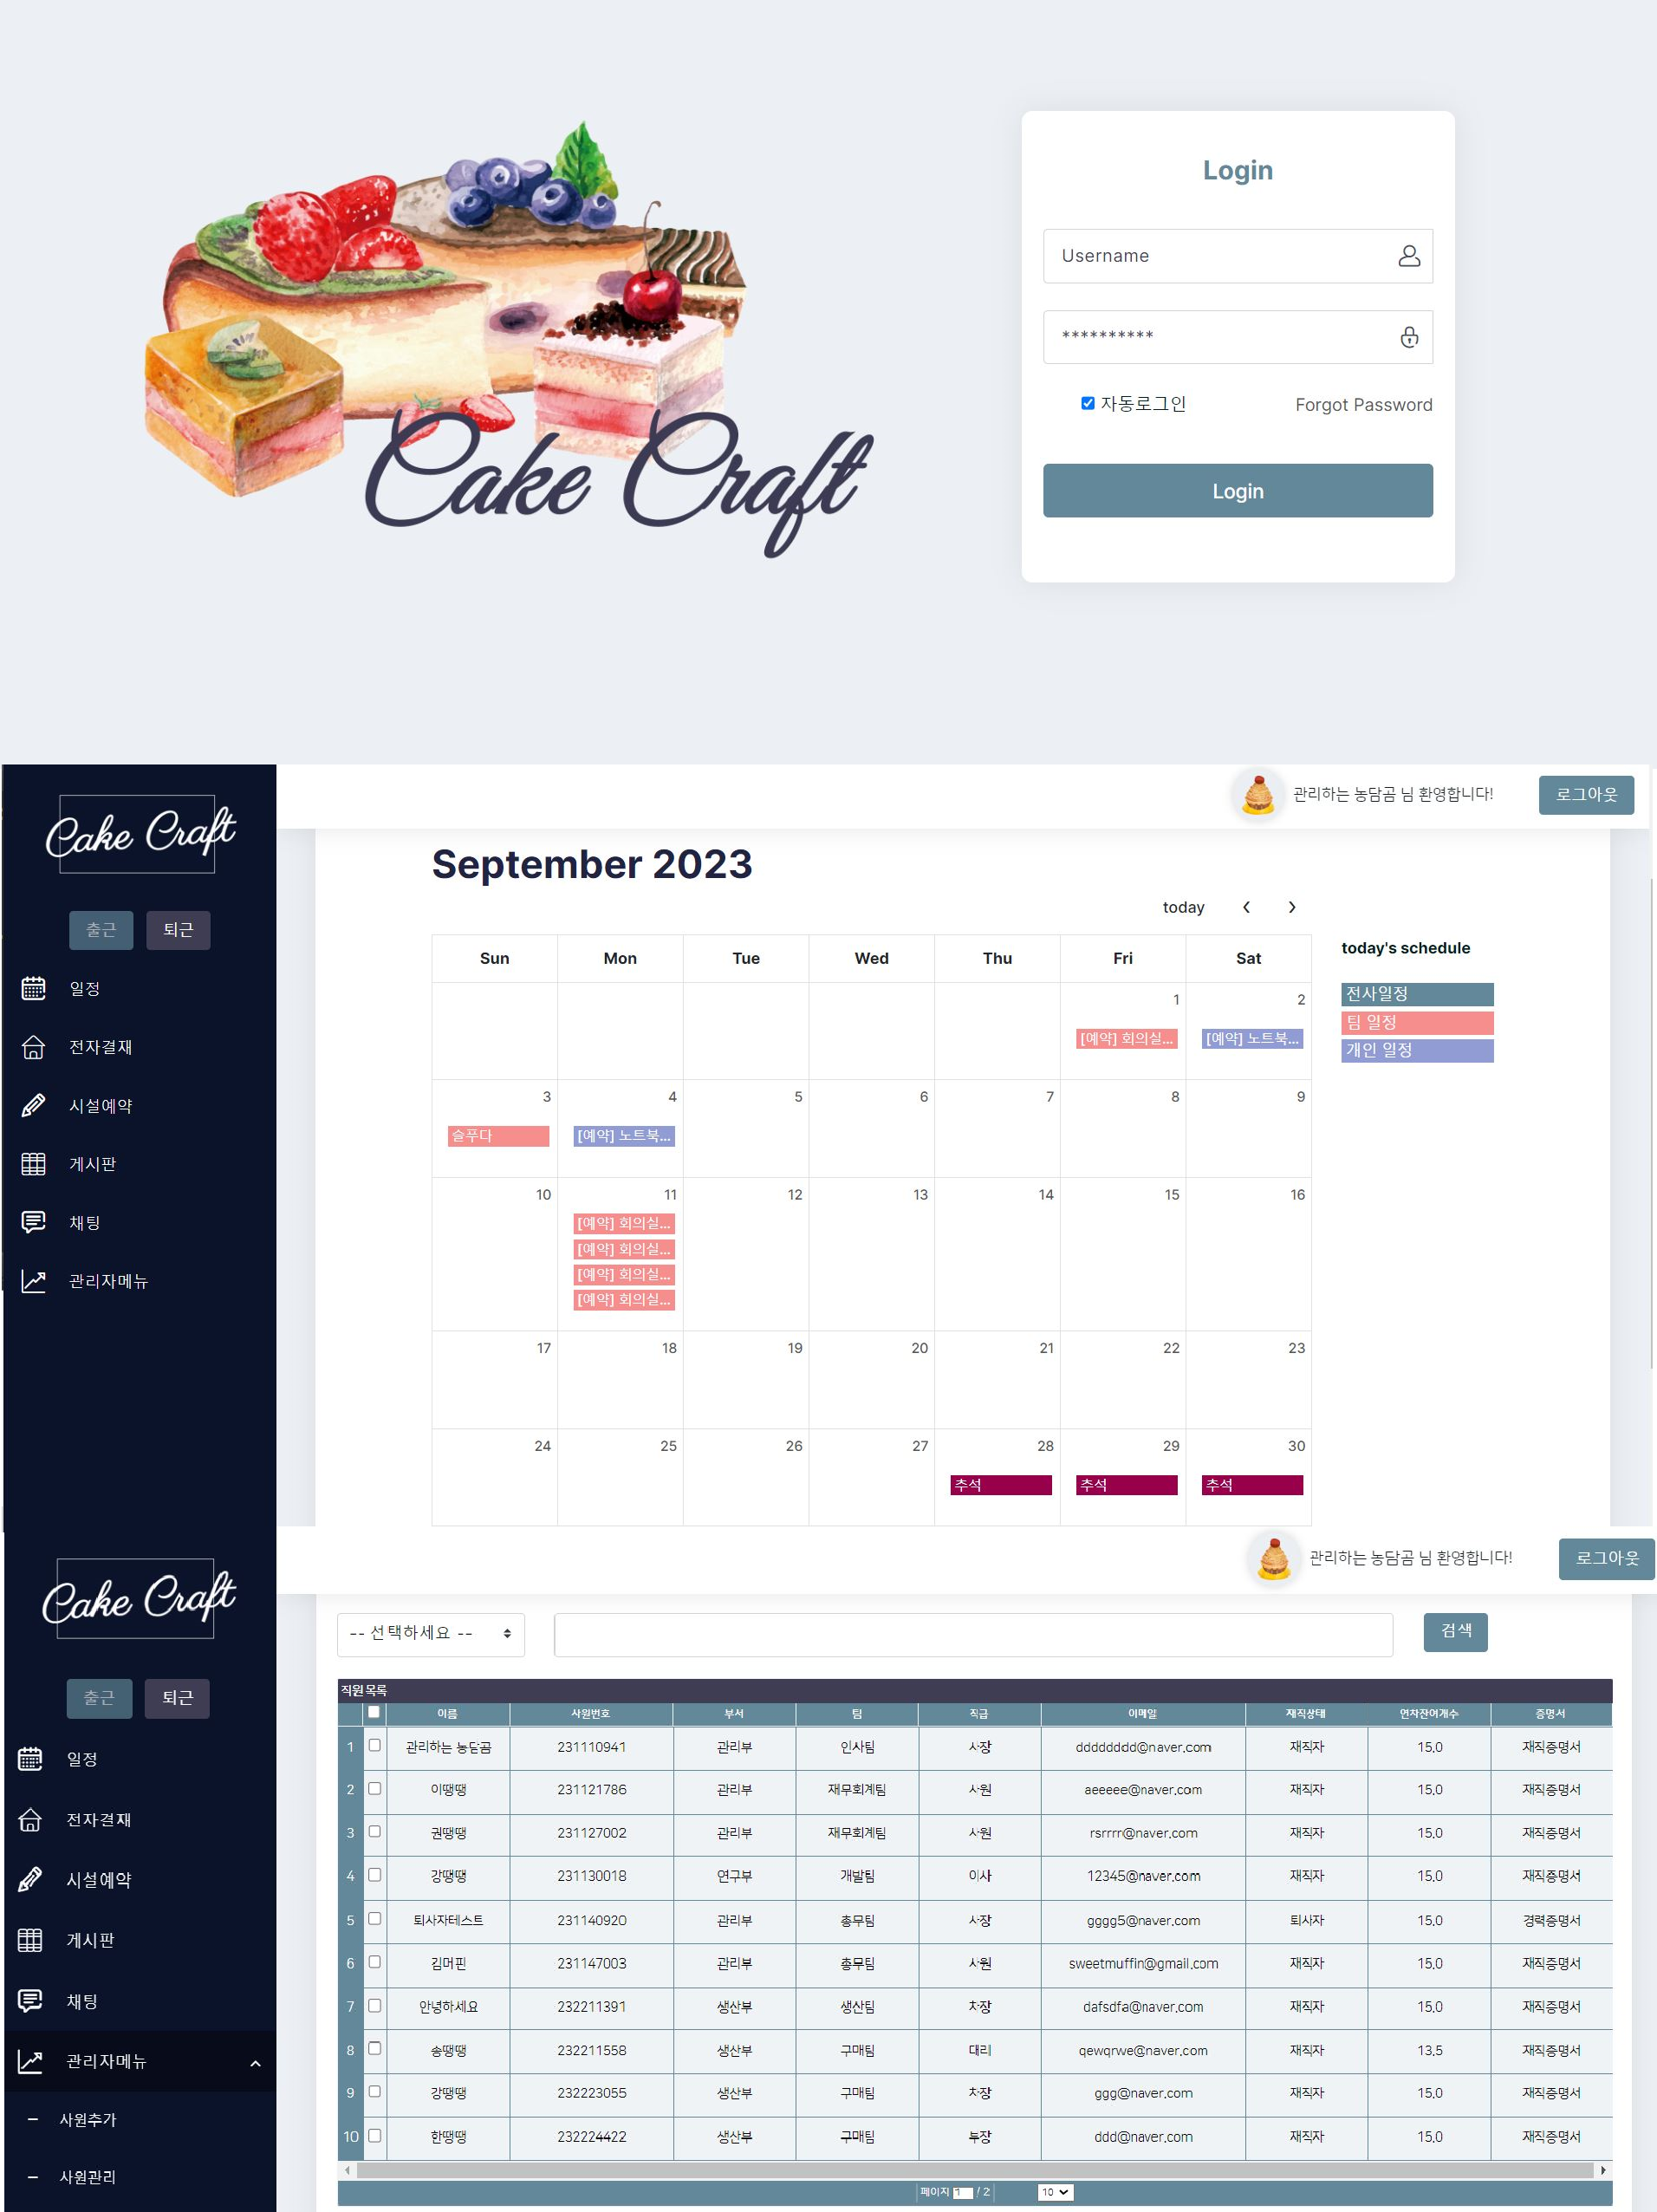 Login
Username
**********
자동로그인 Forgot Password
Login
Cake Craft
Cake Craft
관리하는 농담곰 님 환영합니다! 로그아웃
출근 퇴근
일정
전자결재
시설예약
게시판
채팅
관리자메뉴
September 2023
today
Sun Mon Tue Wed Thu Fri Sat
1 2
[예약] 회의실... [예약] 노트북...
3 4 5 6 7 8 9
슬푸다 [예약] 노트북...
10 11 12 13 14 15 16
[예약] 회의실...
[예약] 회의실...
[예약] 회의실...
[예약] 회의실...
17 18 19 20 21 22 23
24 25 26 27 28 29 30
추석 추석 추석
today's schedule
전사일정
팀 일정
개인 일정
Cake Craft
관리하는 농담곰 님 환영합니다! 로그아웃
출근 퇴근
일정
전자결재
시설예약
게시판
채팅
관리자메뉴
사원추가
사원관리
-- 선택하세요 -- 검색
직원목록
이름 사원번호 부서 팀 직급 이메일 재직상태 연차잔여개수 증명서
1 관리하는 농담곰 231110941 관리부 인사팀 사장 dddddddd@naver.com 재직자 15.0 재직증명서
2 이땡땡 231121786 관리부 재무회계팀 사원 aeeeee@naver.com 재직자 15.0 재직증명서
3 권땡땡 231127002 관리부 재무회계팀 사원 rsrrrr@naver.com 재직자 15.0 재직증명서
4 강땡땡 231130018 연구부 개발팀 이사 12345@naver.com 재직자 15.0 재직증명서
5 퇴사자테스트 231140920 관리부 총무팀 사장 gggg5@naver.com 퇴사자 15.0 경력증명서
6 김머핀 231147003 관리부 총무팀 사원 sweetmuffin@gmail.com 재직자 15.0 재직증명서
7 안녕하세요 232211391 생산부 생산팀 차장 dafsdfa@naver.com 재직자 15.0 재직증명서
8 송땡땡 232211558 생산부 구매팀 대리 qewqrwe@naver.com 재직자 13.5 재직증명서
9 강땡땡 232223055 생산부 구매팀 차장 ggg@naver.com 재직자 15.0 재직증명서
10 한땡땡 232224422 생산부 구매팀 부장 ddd@naver.com 재직자 15.0 재직증명서
페이지 1 / 2 10